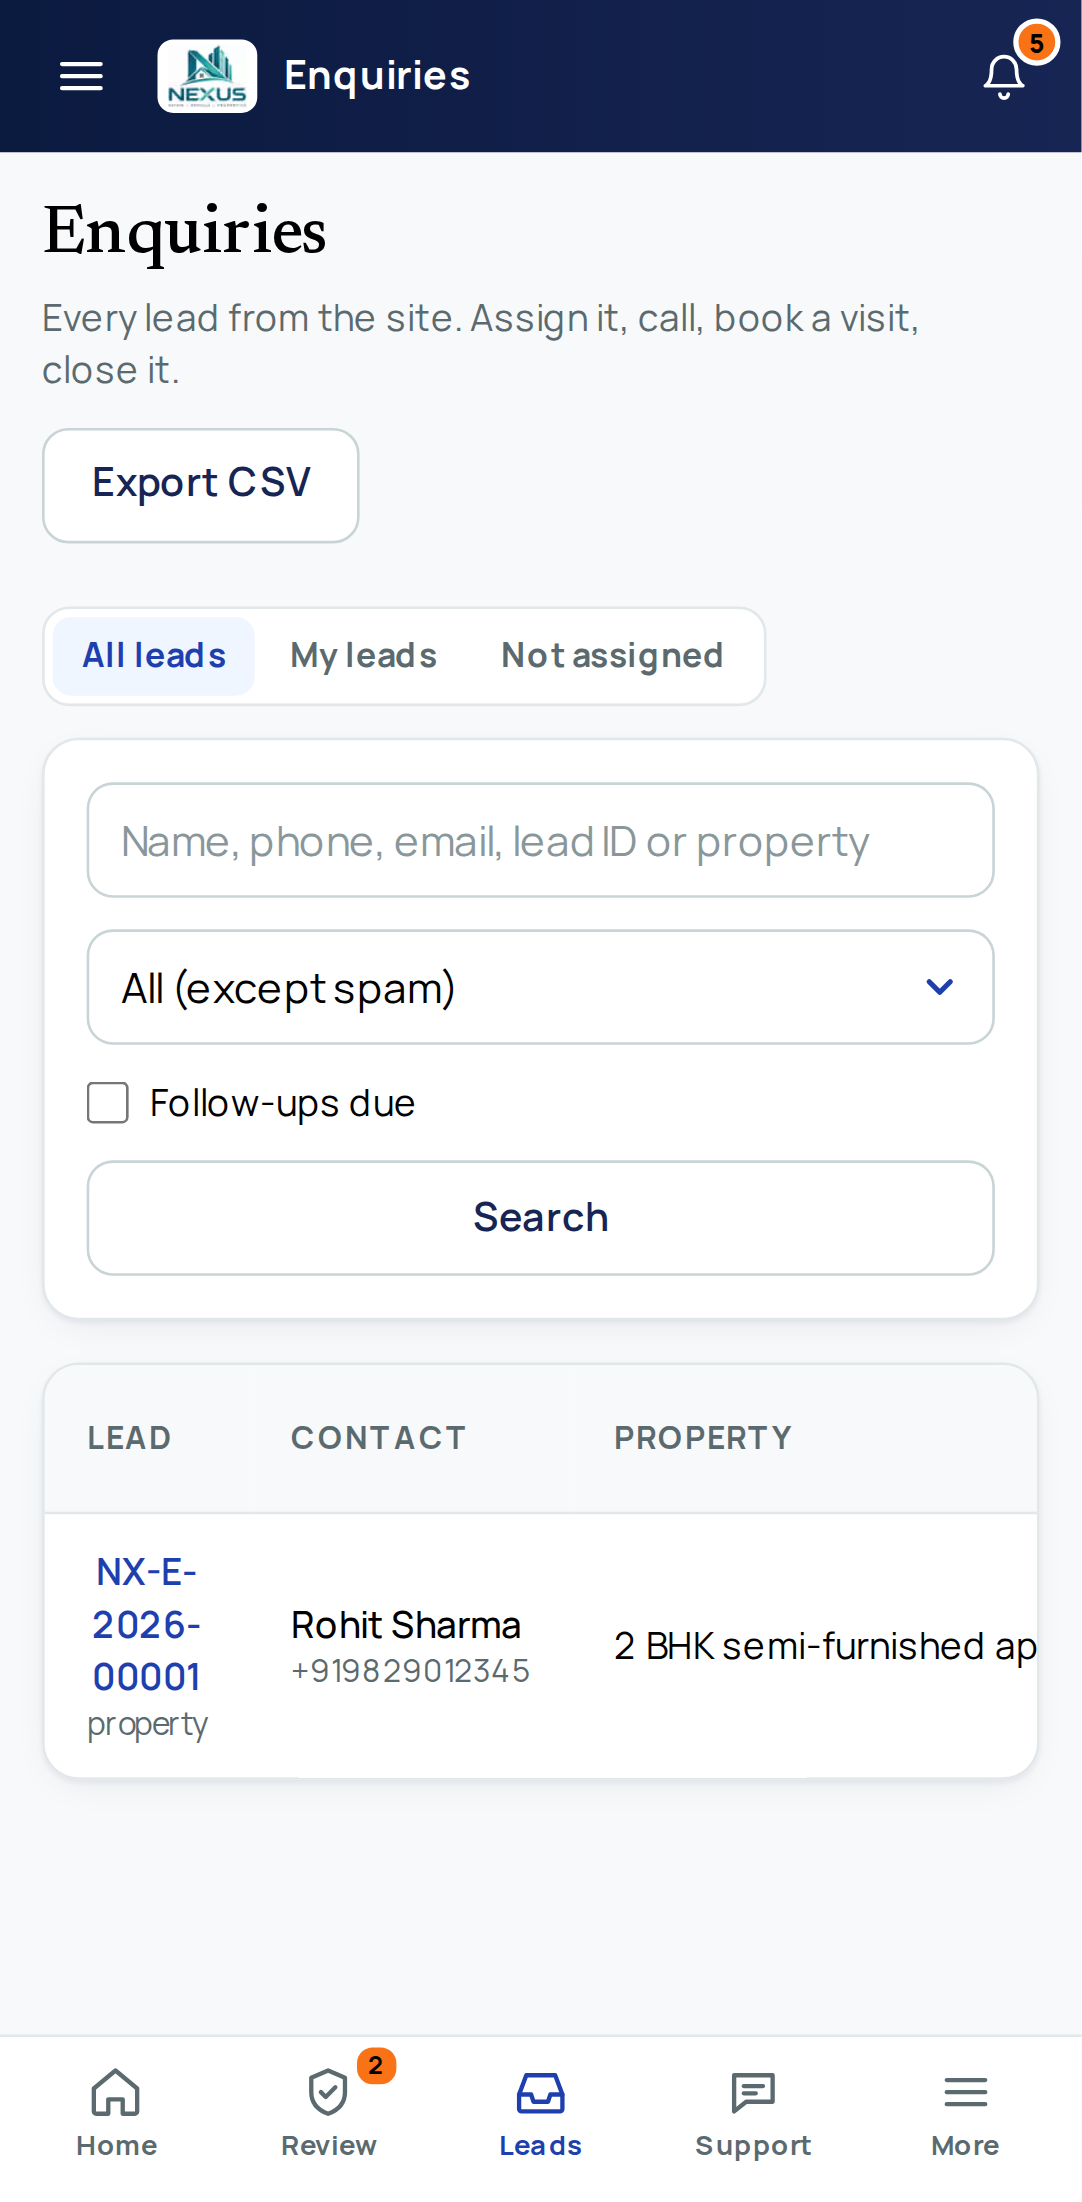 NEXUS
Enquiries
5
Enquiries
Every lead from the site. Assign it, call, book a visit,
close it.
Export CSV
All leads
My leads
Not assigned
Name, phone, email, lead ID or property
All (except spam)
Follow-ups due
Search
LEAD CONTACT PROPERTY
NX-E-
2026-
00001
property
Rohit Sharma
+919829012345
2 BHK semi-furnished ap
2
Home
Review
Leads
Support
More